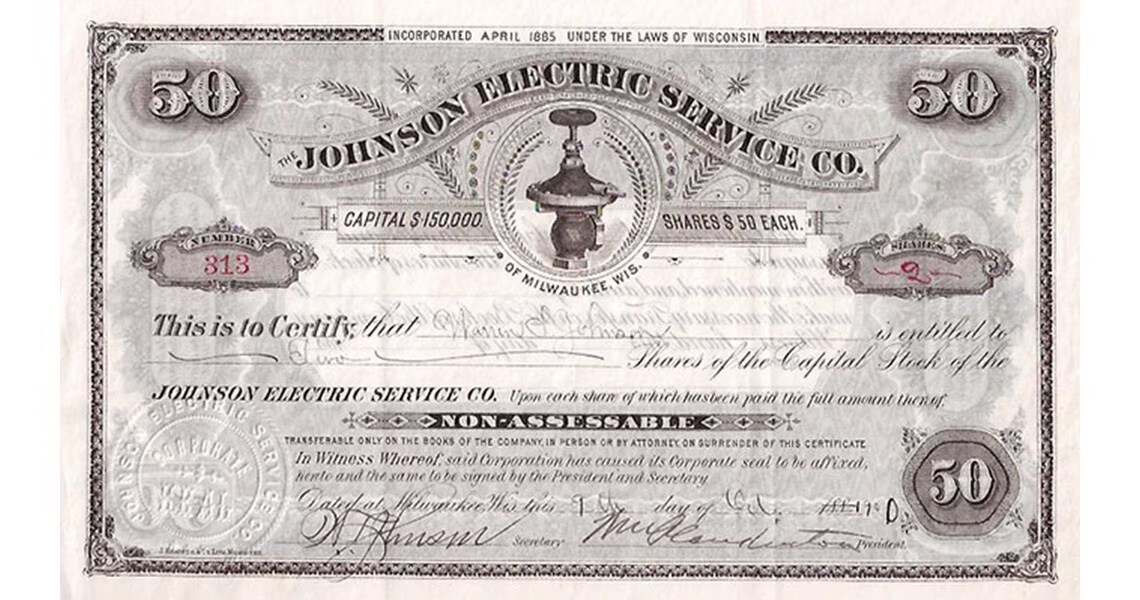 INCORPORATED APRIL 1885 UNDER THE LAWS OF WISCONSIN
50
50
THE JOHNSON ELECTRIC SERVICE CO.
CAPITAL $150,000.
SHARES $50 EACH.
NUMBER
313
SHARES
2
OF MILWAUKEE, WIS.
This is to Certify, that Johnson is entitled to
Shares of the Capital Stock of the
JOHNSON ELECTRIC SERVICE CO. Upon each share of which has been paid the full amount thereof.
NON-ASSESSABLE
TRANSFERABLE ONLY ON THE BOOKS OF THE COMPANY, IN PERSON OR BY ATTORNEY, ON SURRENDER OF THIS CERTIFICATE
In Witness Whereof, said Corporation has caused its Corporate seal to be affixed,
hereto and the same to be signed by the President and Secretary
Dated at Milwaukee Wis this 9 day of
Secretary
President.
50
JOHNSON ELECTRIC SERVICE CO.
CORPORATE
SEAL